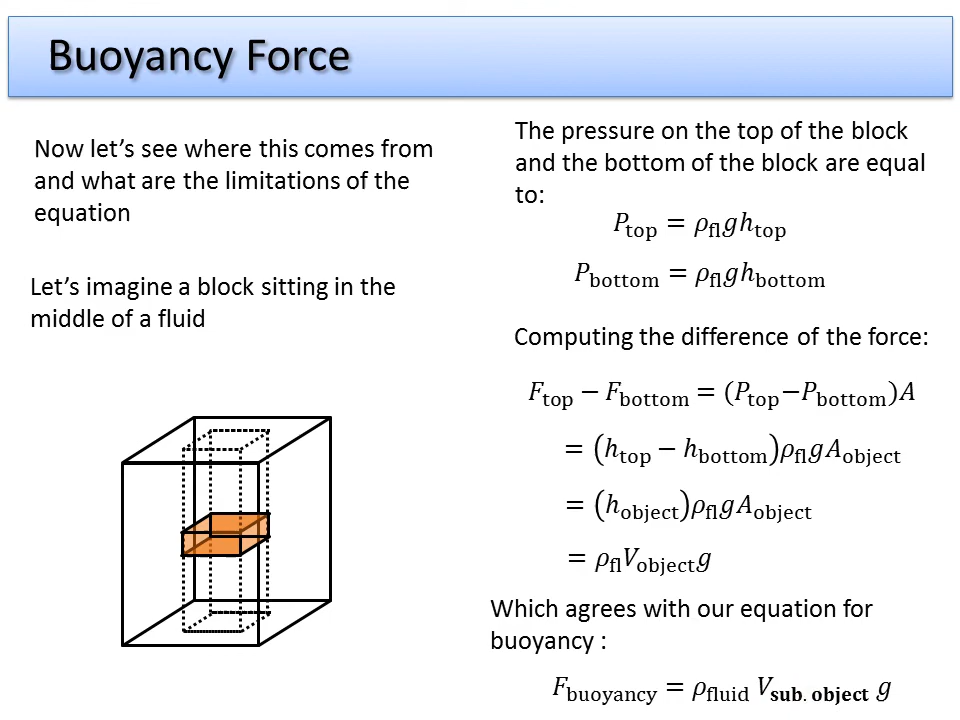 Buoyancy Force
Now let's see where this comes from
and what are the limitations of the
equation
Let's imagine a block sitting in the
middle of a fluid
The pressure on the top of the block
and the bottom of the block are equal
to:
P_top = ρ_fl g h_top
P_bottom = ρ_fl g h_bottom
Computing the difference of the force:
F_top − F_bottom = (P_top − P_bottom) A
= (h_top − h_bottom) ρ_fl g A_object
= (h_object) ρ_fl g A_object
= ρ_fl V_object g
Which agrees with our equation for
buoyancy :
F_buoyancy = ρ_fluid V_sub. object g